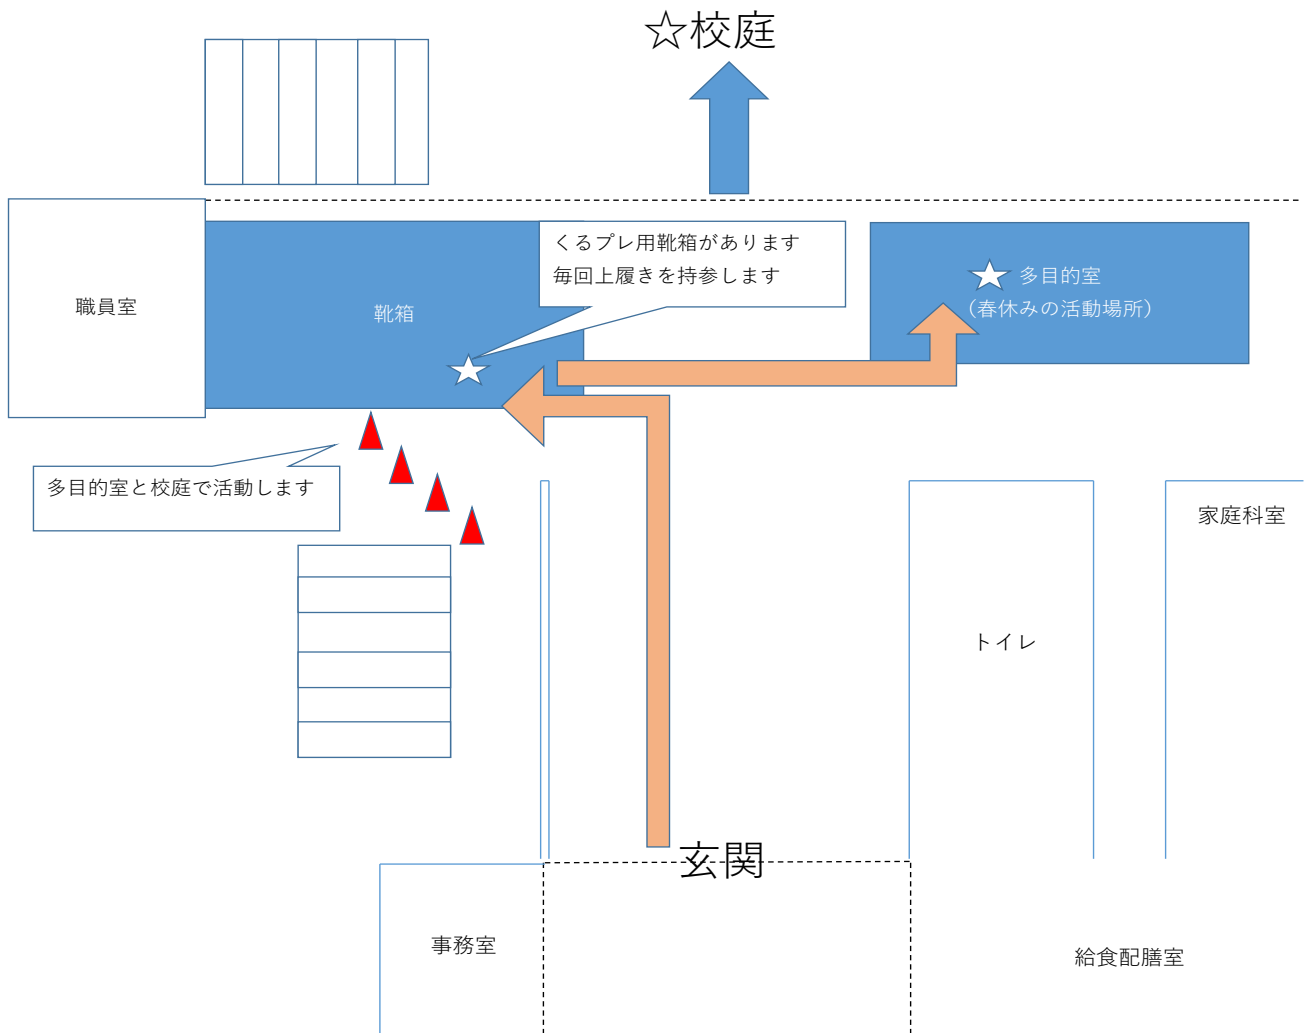 ☆校庭
くるプレ用靴箱があります
毎回上履きを持参します
職員室
靴箱
多目的室
（春休みの活動場所）
多目的室と校庭で活動します
家庭科室
トイレ
玄関
事務室
給食配膳室